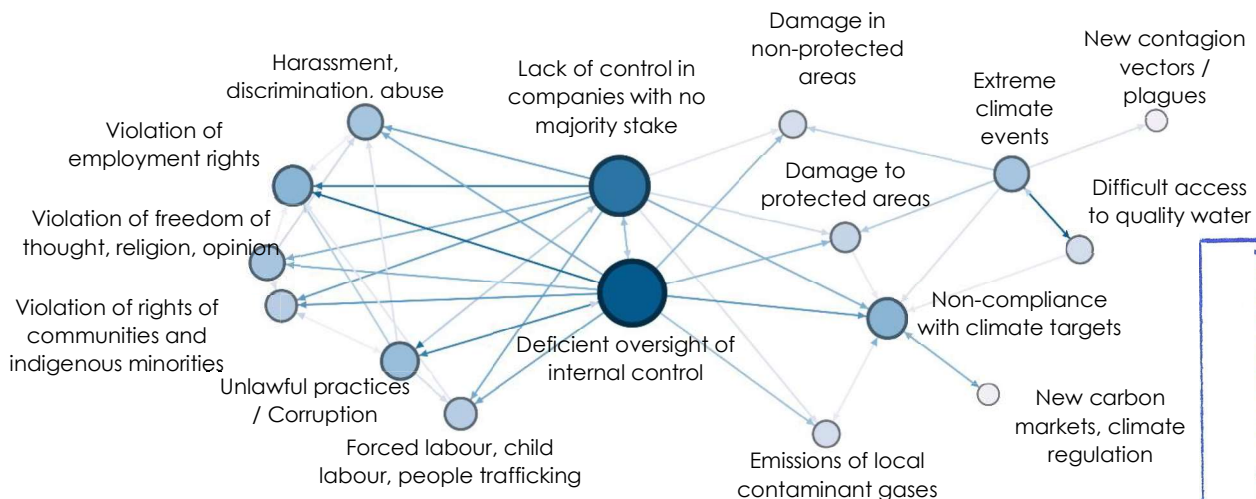 Harassment,
discrimination, abuse
Violation of
employment rights
Violation of freedom of
thought, religion, opinion
Violation of rights of
communities and
indigenous minorities
Unlawful practices
/ Corruption
Forced labour, child
labour, people trafficking
Lack of control in
companies with no
majority stake
Deficient oversight of
internal control
Damage in
non-protected
areas
Damage to
protected areas
Extreme
climate
events
New contagion
vectors /
plagues
Difficult access
to quality water
Non-compliance
with climate targets
New carbon
markets, climate
regulation
Emissions of local
contaminant gases